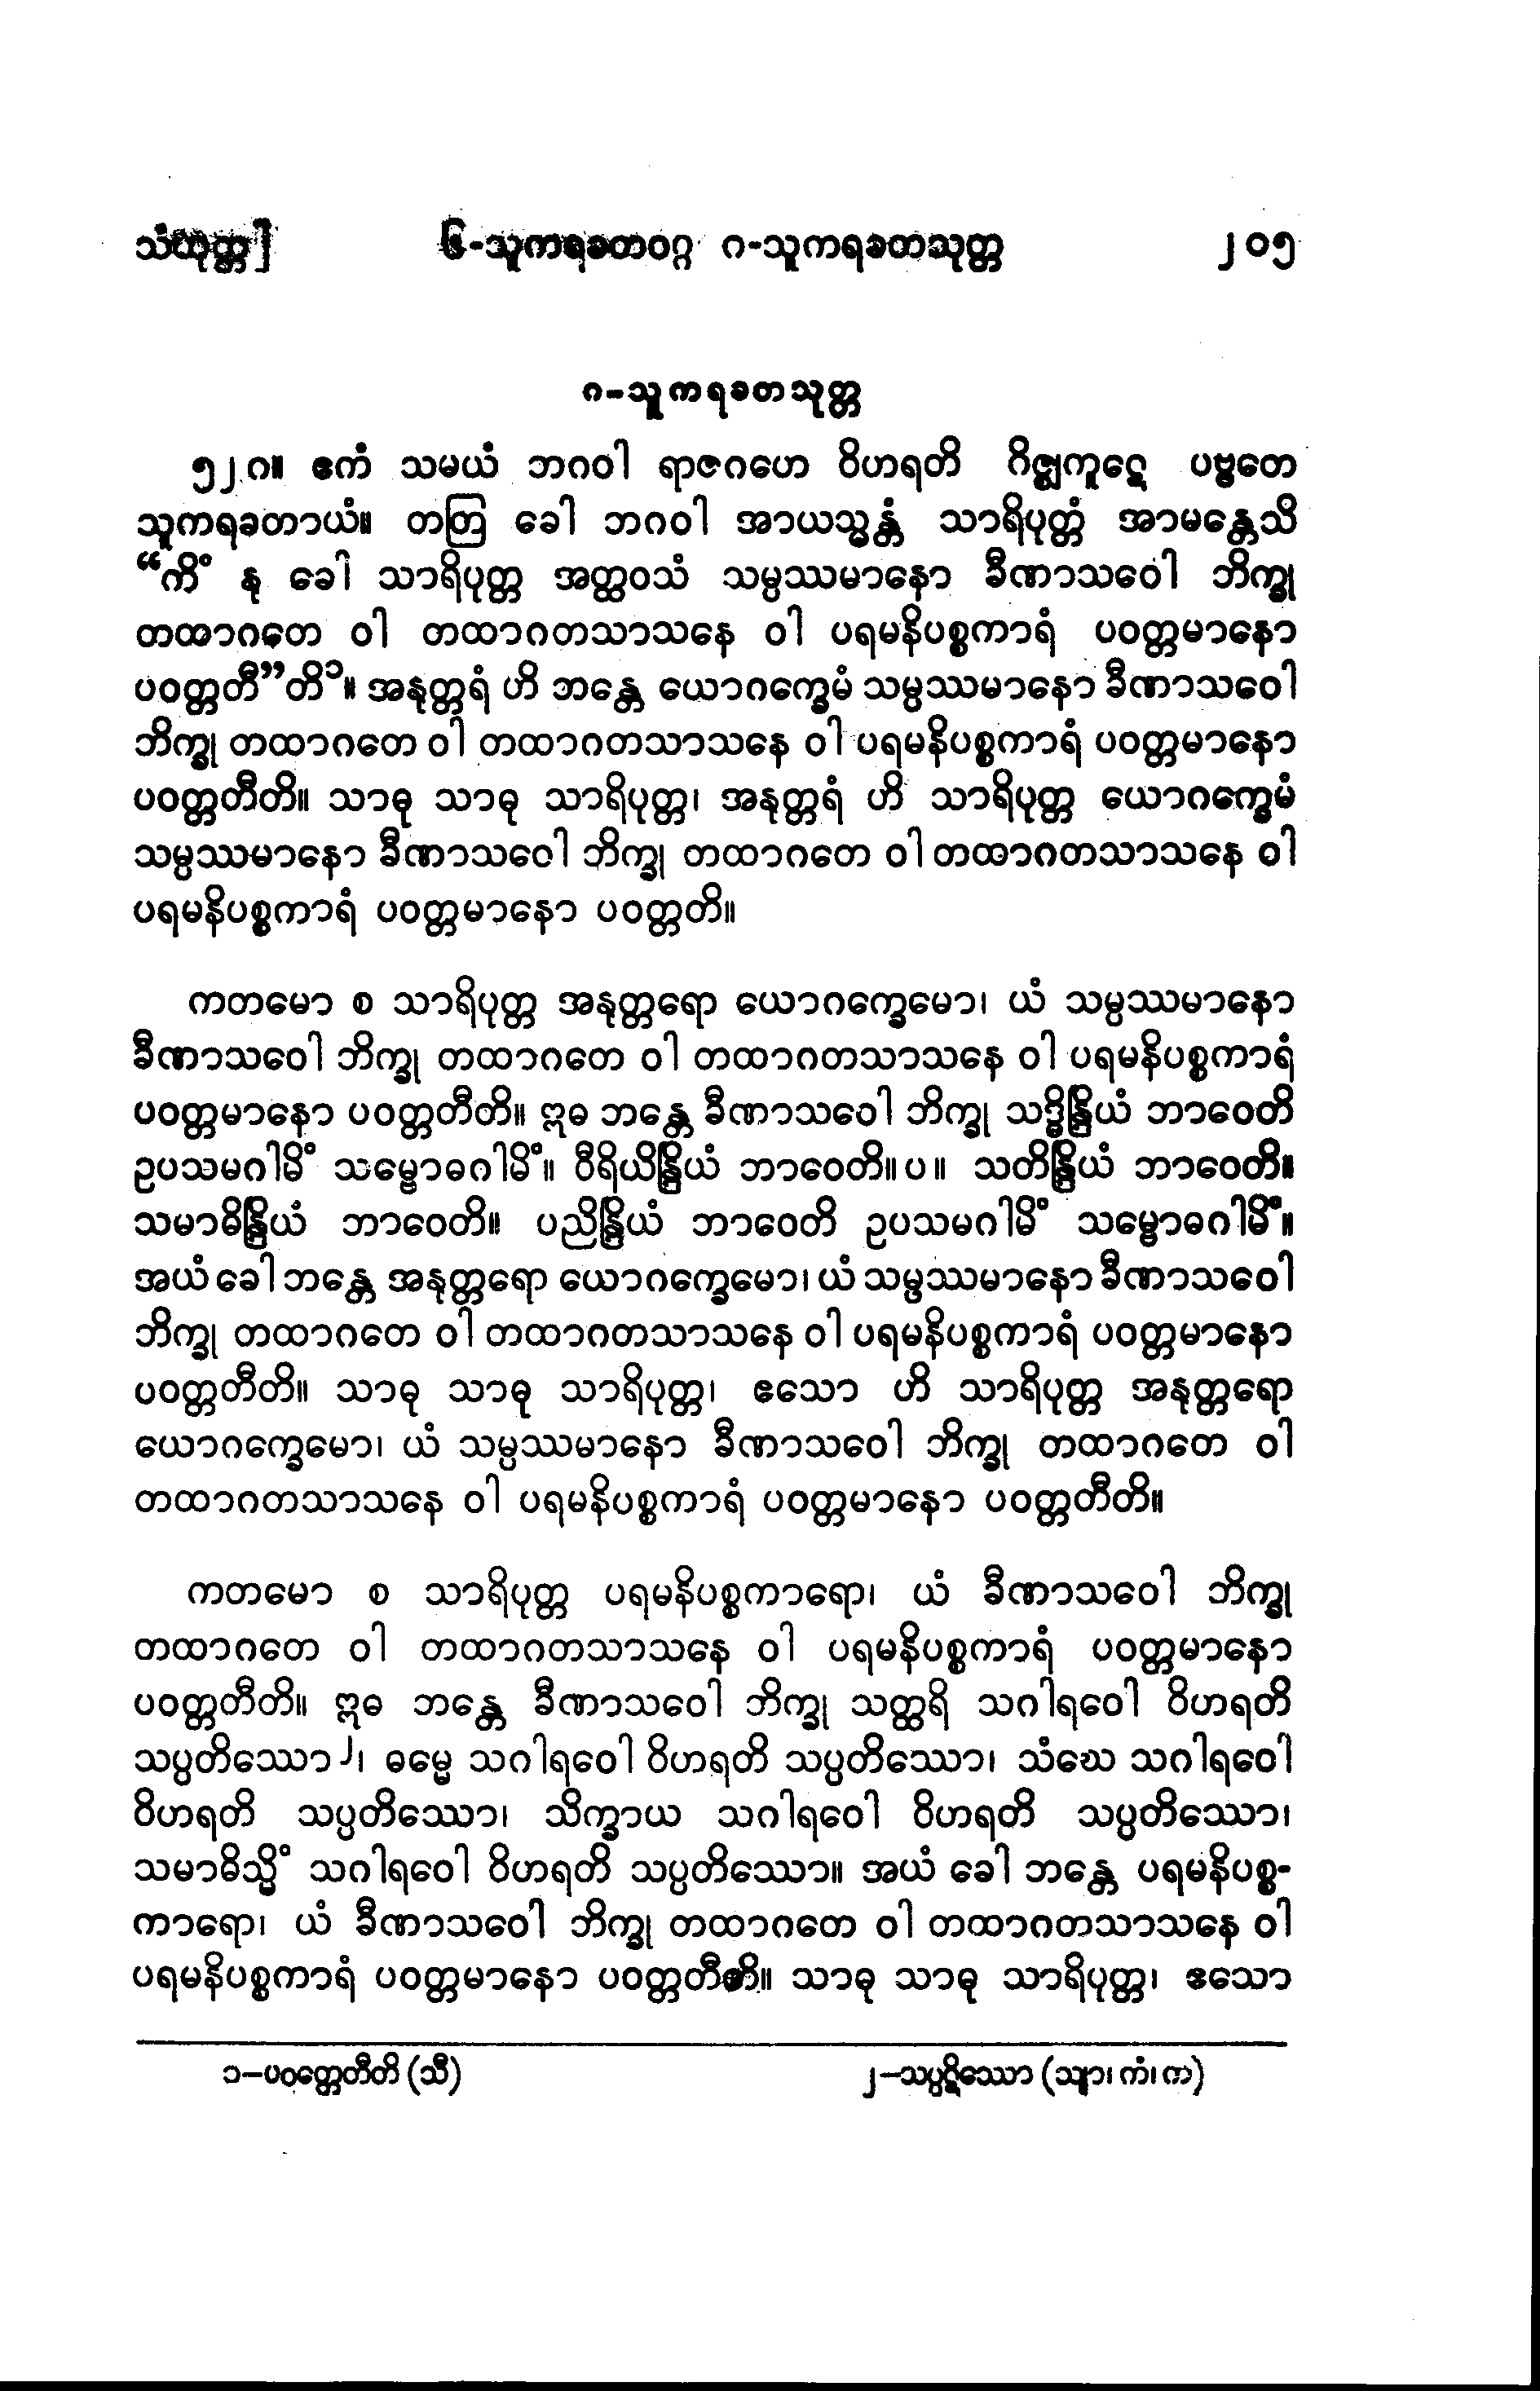 သံယုတ္တ] ၆-သူကရခတဝဂ္ဂ ၈-သူကရခတသုတ္တ ၂၀၅
၈-သူကရခတသုတ္တ
၅၂၈။ ဧကံ သမယံ ဘဂဝါ ရာဇဂဟေ ဝိဟရတိ ဂိဇ္ဈကူဋေ ပဗ္ဗတေ
သူကရခတာယံ။ တတြ ခေါ ဘဂဝါ အာယသ္မန္တံ သာရိပုတ္တံ အာမန္တေသိ
“ကိံ နု ခေါ သာရိပုတ္တ အတ္ထဝသံ သမ္ပဿမာနော ခီဏာသဝေါ ဘိက္ခု
တထာဂတေ ဝါ တထာဂတသာသနေ ဝါ ပရမနိပစ္စကာရံ ပဝတ္တမာနော
ပဝတ္တတီ”တိ၁။ အနုတ္တရံ ဟိ ဘန္တေ ယောဂက္ခေမံ သမ္ပဿမာနော ခီဏာသဝေါ
ဘိက္ခု တထာဂတေ ဝါ တထာဂတသာသနေ ဝါ ပရမနိပစ္စကာရံ ပဝတ္တမာနော
ပဝတ္တတီတိ။ သာဓု သာဓု သာရိပုတ္တ၊ အနုတ္တရံ ဟိ သာရိပုတ္တ ယောဂက္ခေမံ
သမ္ပဿမာနော ခီဏာသဝေါ ဘိက္ခု တထာဂတေ ဝါ တထာဂတသာသနေ ဝါ
ပရမနိပစ္စကာရံ ပဝတ္တမာနော ပဝတ္တတိ။
ကတမော စ သာရိပုတ္တ အနုတ္တရော ယောဂက္ခေမော၊ ယံ သမ္ပဿမာနော
ခီဏာသဝေါ ဘိက္ခု တထာဂတေ ဝါ တထာဂတသာသနေ ဝါ ပရမနိပစ္စကာရံ
ပဝတ္တမာနော ပဝတ္တတီတိ။ ဣဓ ဘန္တေ ခီဏာသဝေါ ဘိက္ခု သဒ္ဓိန္ဒြိယံ ဘာဝေတိ
ဥပသမဂါမိံ သမ္ဗောဓဂါမိံ။ ဝီရိယိန္ဒြိယံ ဘာဝေတိ။ ပ။ သတိန္ဒြိယံ ဘာဝေတိ။
သမာဓိန္ဒြိယံ ဘာဝေတိ။ ပညိန္ဒြိယံ ဘာဝေတိ ဥပသမဂါမိံ သမ္ဗောဓဂါမိံ။
အယံ ခေါ ဘန္တေ အနုတ္တရော ယောဂက္ခေမော၊ ယံ သမ္ပဿမာနော ခီဏာသဝေါ
ဘိက္ခု တထာဂတေ ဝါ တထာဂတသာသနေ ဝါ ပရမနိပစ္စကာရံ ပဝတ္တမာနော
ပဝတ္တတီတိ။ သာဓု သာဓု သာရိပုတ္တ၊ ဧသော ဟိ သာရိပုတ္တ အနုတ္တရော
ယောဂက္ခေမော၊ ယံ သမ္ပဿမာနော ခီဏာသဝေါ ဘိက္ခု တထာဂတေ ဝါ
တထာဂတသာသနေ ဝါ ပရမနိပစ္စကာရံ ပဝတ္တမာနော ပဝတ္တတီတိ။
ကတမော စ သာရိပုတ္တ ပရမနိပစ္စကာရော၊ ယံ ခီဏာသဝေါ ဘိက္ခု
တထာဂတေ ဝါ တထာဂတသာသနေ ဝါ ပရမနိပစ္စကာရံ ပဝတ္တမာနော
ပဝတ္တတီတိ။ ဣဓ ဘန္တေ ခီဏာသဝေါ ဘိက္ခု သတ္ထရိ သဂါရဝေါ ဝိဟရတိ
သပ္ပတိဿော၂၊ ဓမ္မေ သဂါရဝေါ ဝိဟရတိ သပ္ပတိဿော၊ သံဃေ သဂါရဝေါ
ဝိဟရတိ သပ္ပတိဿော၊ သိက္ခာယ သဂါရဝေါ ဝိဟရတိ သပ္ပတိဿော၊
သမာဓိသ္မိံ သဂါရဝေါ ဝိဟရတိ သပ္ပတိဿော။ အယံ ခေါ ဘန္တေ ပရမနိပစ္စ-
ကာရော၊ ယံ ခီဏာသဝေါ ဘိက္ခု တထာဂတေ ဝါ တထာဂတသာသနေ ဝါ
ပရမနိပစ္စကာရံ ပဝတ္တမာနော ပဝတ္တတီတိ။ သာဓု သာဓု သာရိပုတ္တ၊ ဧသော
၁–ပဝတ္တေတီတိ (သီ) ၂–သပ္ပဋိဿော (သျာ၊ ကံ၊ က)